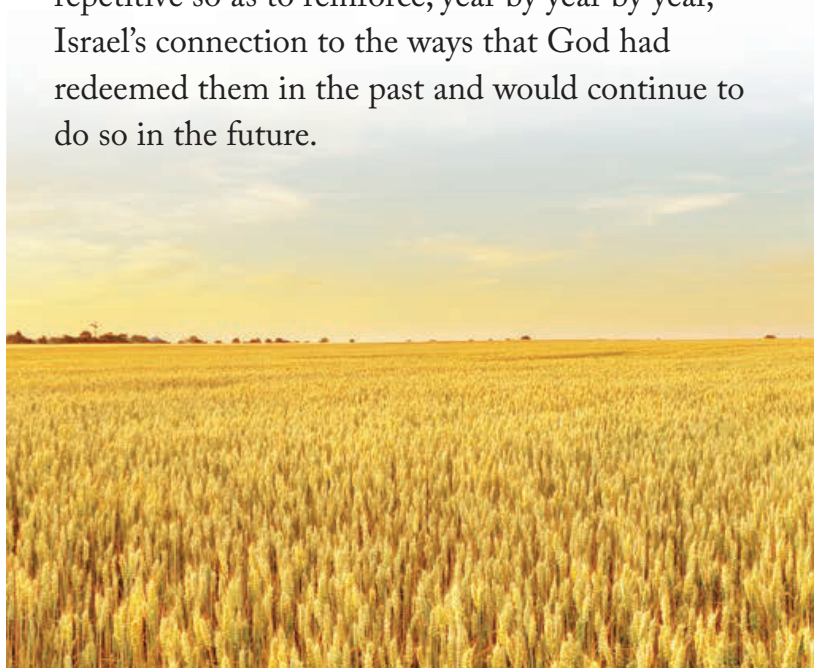 repetitive so as to reinforce, year by year by year,
Israel’s connection to the ways that God had
redeemed them in the past and would continue to
do so in the future.